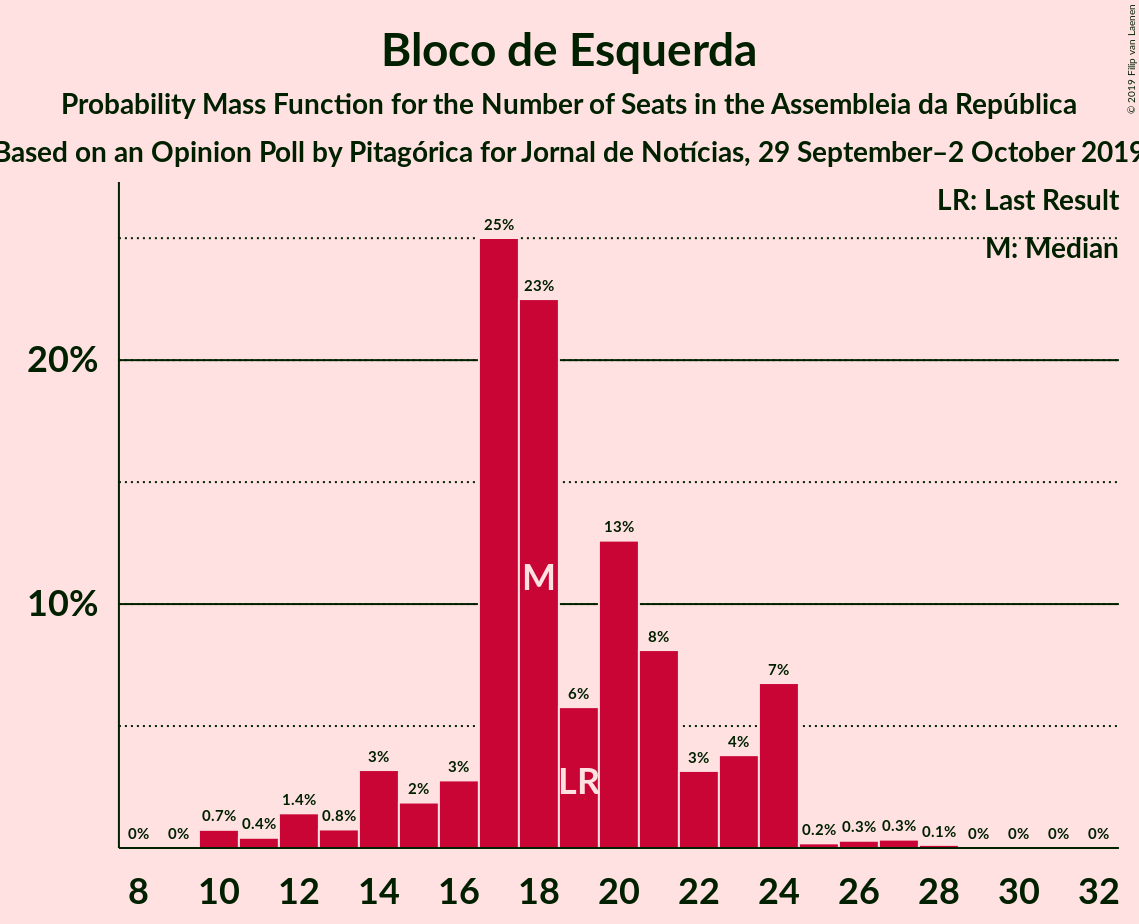 © 2019 Filip van Laenen
Bloco de Esquerda
Probability Mass Function for the Number of Seats in the Assembleia da República
Based on an Opinion Poll by Pitagórica for Jornal de Notícias, 29 September–2 October 2019
LR: Last Result
M: Median
25%
23%
20%
13%
M
10%
8%
7%
6%
4%
3%
3%
3%
2%
LR
1.4%
0.7%
0.4%
0.8%
0.2%
0.3%
0.3%
0.1%
0% 0% 0% 0% 0% 0%
8 10 12 14 16 18 20 22 24 26 28 30 32